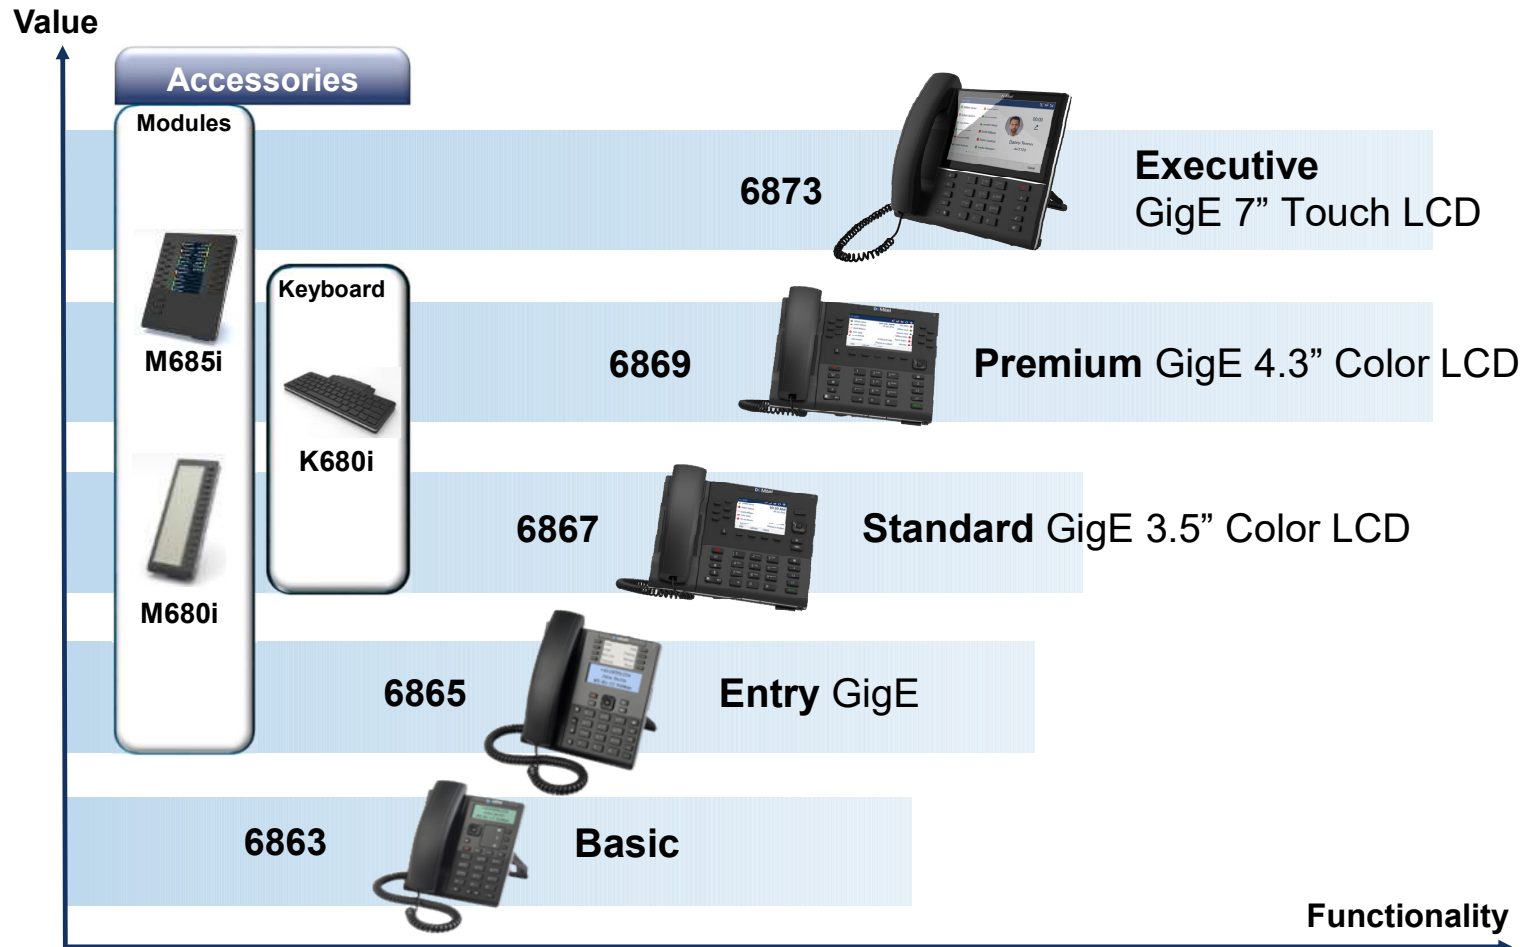 Value
Accessories
Modules
6873
Executive
GigE 7” Touch LCD
M685i
Keyboard
6869
Premium GigE 4.3” Color LCD
K680i
6867
Standard GigE 3.5” Color LCD
M680i
6865
Entry GigE
6863
Basic
Functionality